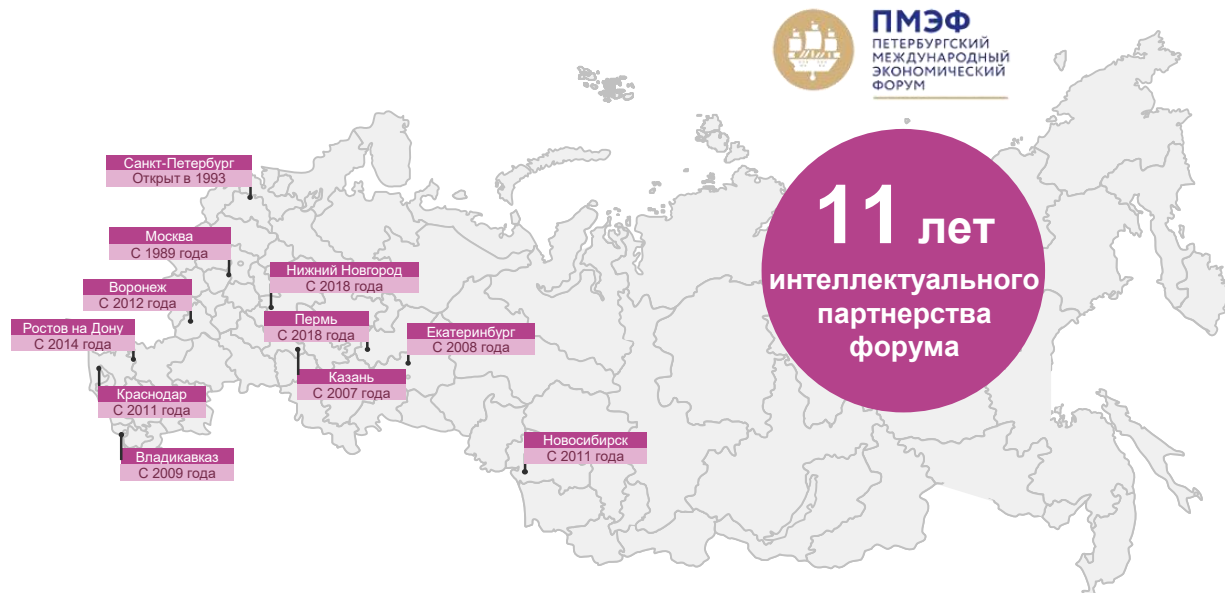 ПМЭФ
ПЕТЕРБУРГСКИЙ
МЕЖДУНАРОДНЫЙ
ЭКОНОМИЧЕСКИЙ
ФОРУМ
11 лет
интеллектуального
партнерства
форума
Санкт-Петербург
Открыт в 1993
Москва
С 1989 года
Нижний Новгород
С 2018 года
Воронеж
С 2012 года
Пермь
С 2018 года
Ростов на Дону
С 2014 года
Екатеринбург
С 2008 года
Казань
С 2007 года
Краснодар
С 2011 года
Новосибирск
С 2011 года
Владикавказ
С 2009 года